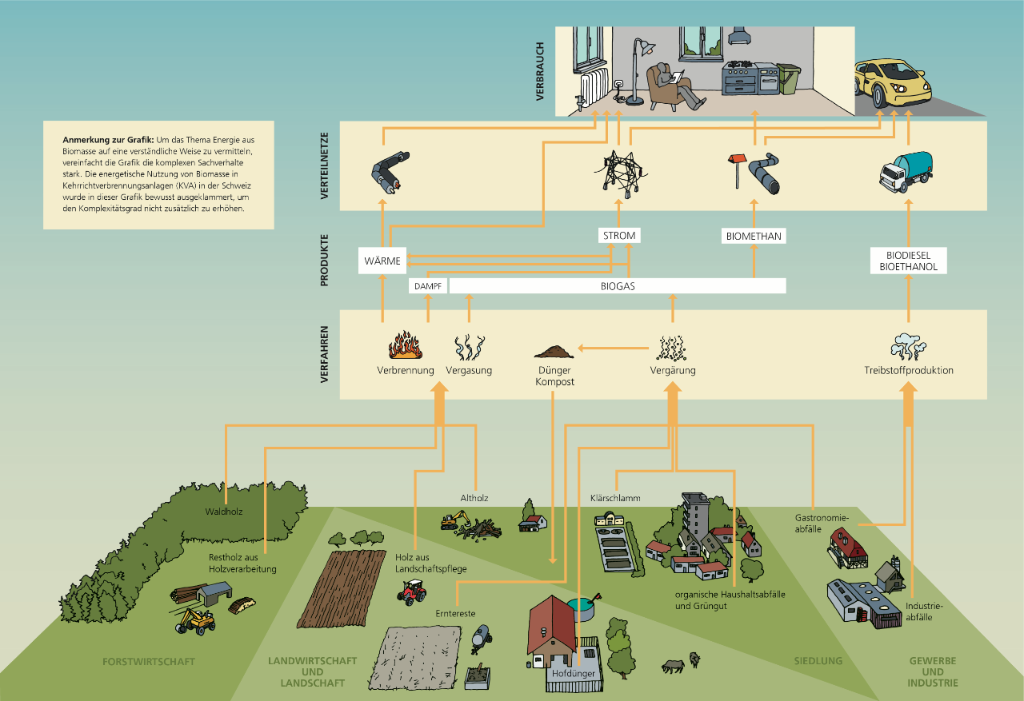 VERBRAUCH
Anmerkung zur Grafik: Um das Thema Energie aus
Biomasse auf eine verständliche Weise zu vermitteln,
vereinfacht die Grafik die komplexen Sachverhalte
stark. Die energetische Nutzung von Biomasse in
Kehrrichtverbrennungsanlagen (KVA) in der Schweiz
wurde in dieser Grafik bewusst ausgeklammert, um
den Komplexitätsgrad nicht zusätzlich zu erhöhen.
VERTEILNETZE
PRODUKTE
STROM
BIOMETHAN
WÄRME
BIODIESEL
BIOETHANOL
DAMPF
BIOGAS
VERFAHREN
Verbrennung
Vergasung
Dünger
Kompost
Vergärung
Treibstoffproduktion
Waldholz
Altholz
Klärschlamm
Gastronomie-
abfälle
Restholz aus
Holzverarbeitung
Holz aus
Landschaftspflege
organische Haushaltsabfälle
und Grüngut
Erntereste
Industrie-
abfälle
Hofdünger
FORSTWIRTSCHAFT
LANDWIRTSCHAFT
UND
LANDSCHAFT
SIEDLUNG
GEWERBE
UND
INDUSTRIE